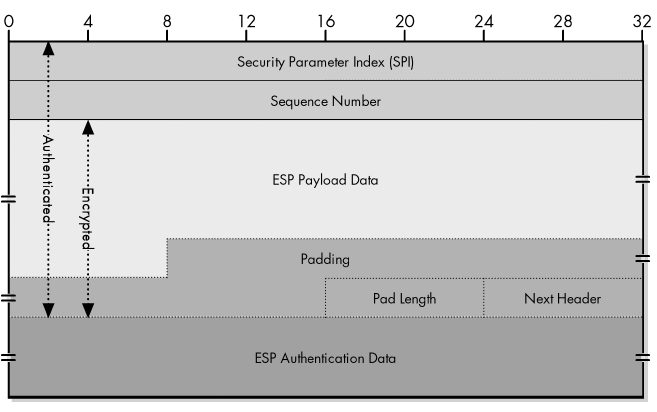 0 4 8 12 16 20 24 28 32
Security Parameter Index (SPI)
Sequence Number
Authenticated
Encrypted
ESP Payload Data
Padding
Pad Length
Next Header
ESP Authentication Data